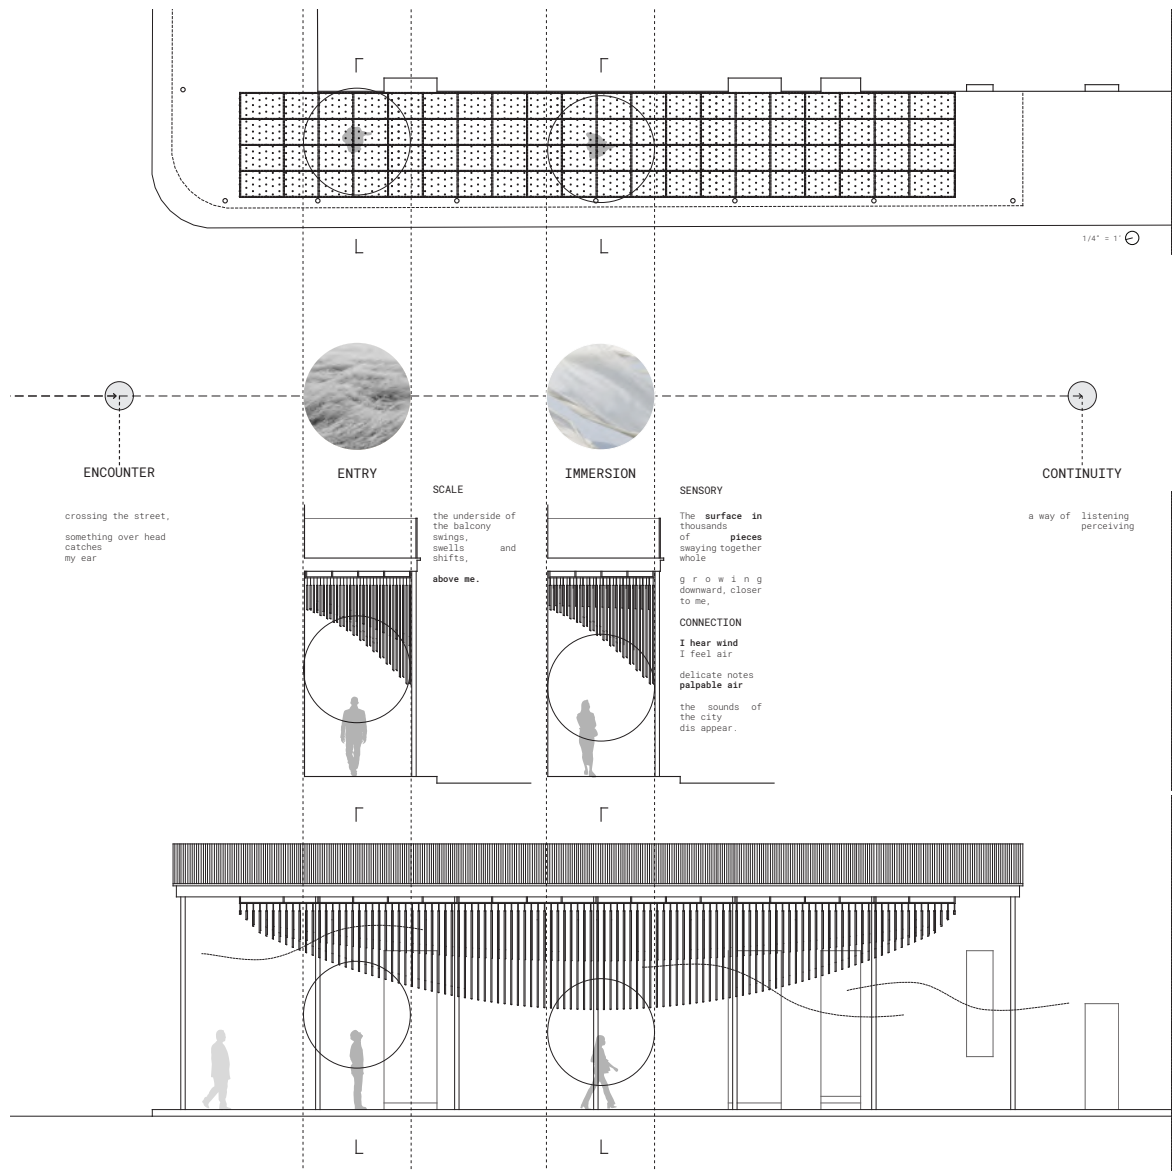 1/4" = 1'
ENCOUNTER
crossing the street,
something over head
catches
my ear
ENTRY
SCALE
the underside of
the balcony
swings,
swells and
shifts,
above me.
IMMERSION
SENSORY
The surface in
thousands
of pieces
swaying together
whole
g r o w i n g
downward, closer
to me,
CONNECTION
I hear wind
I feel air
delicate notes
palpable air
the sounds of
the city
dis appear.
CONTINUITY
a way of listening
perceiving